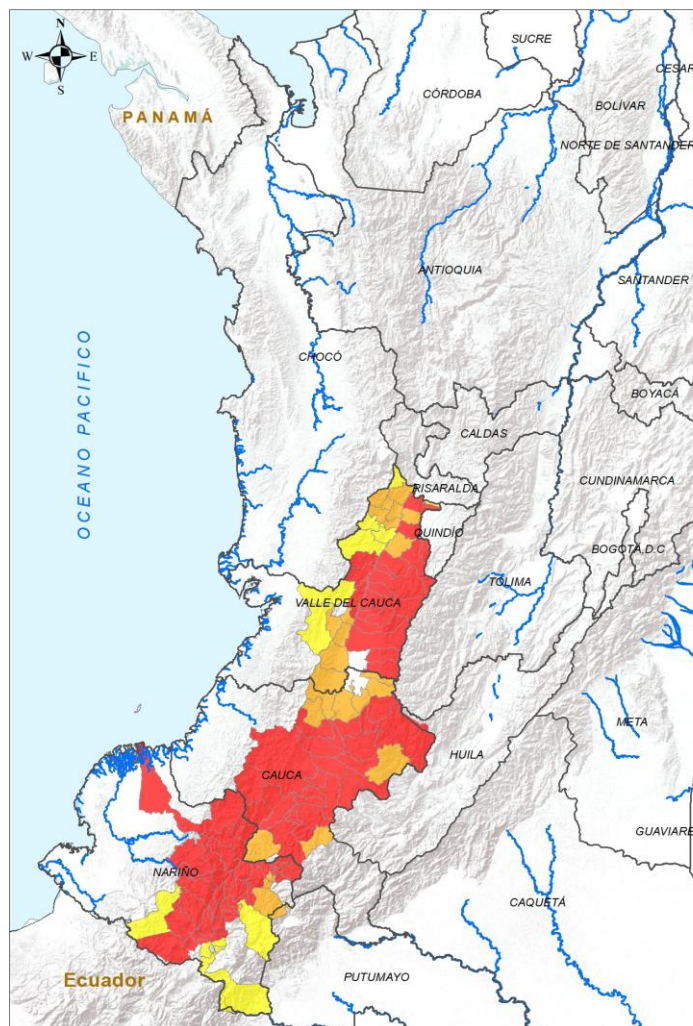 N
W E
S
PANAMÁ
SUCRE
CESAR
CÓRDOBA
BOLÍVAR
NORTE DE SANTANDER
ANTIOQUIA
SANTANDER
OCEANO PACIFICO
CHOCÓ
BOYACÁ
CALDAS
CUNDINAMARCA
RISARALDA
QUINDÍO
BOGOTÁ, D.C
TOLIMA
VALLE DEL CAUCA
META
HUILA
CAUCA
GUAVIARE
NARIÑO
CAQUETÁ
Ecuador
PUTUMAYO